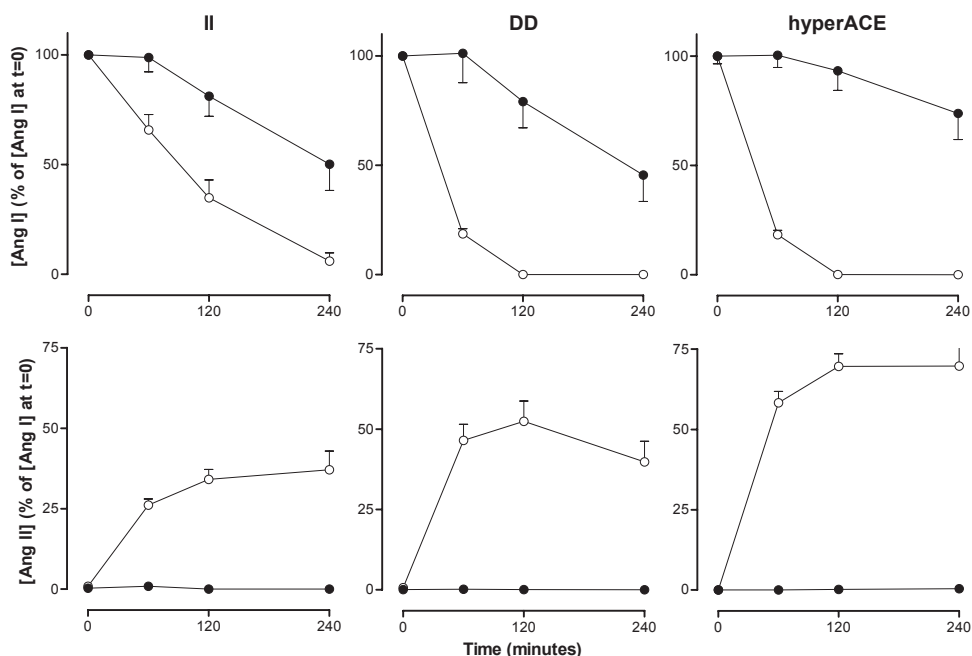 II DD hyperACE
[Ang I] (% of [Ang I] at t=0)
100 100 100
50 50 50
0 0 0
0 120 240 0 120 240 0 120 240
[Ang II] (% of [Ang I] at t=0)
75 75 75
50 50 50
25 25 25
0 0 0
0 120 240 0 120 240 0 120 240
Time (minutes)